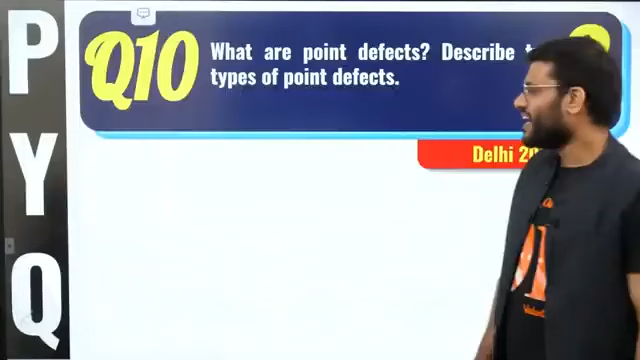 P
Y
Q
Q10
What are point defects? Describe
types of point defects.
Delhi